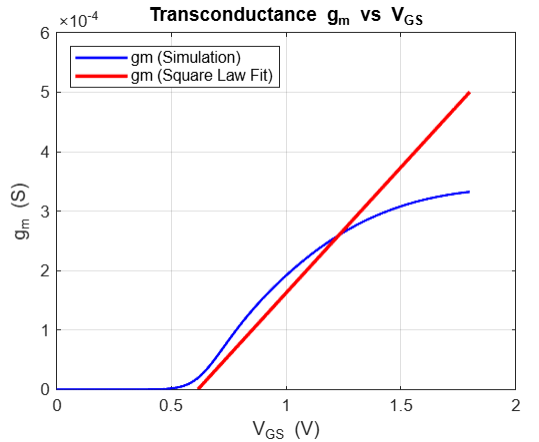 Transconductance g_m vs V_GS
×10^-4
6
gm (Simulation)
gm (Square Law Fit)
5
4
3
2
1
0
g_m (S)
0 0.5 1 1.5 2
V_GS (V)